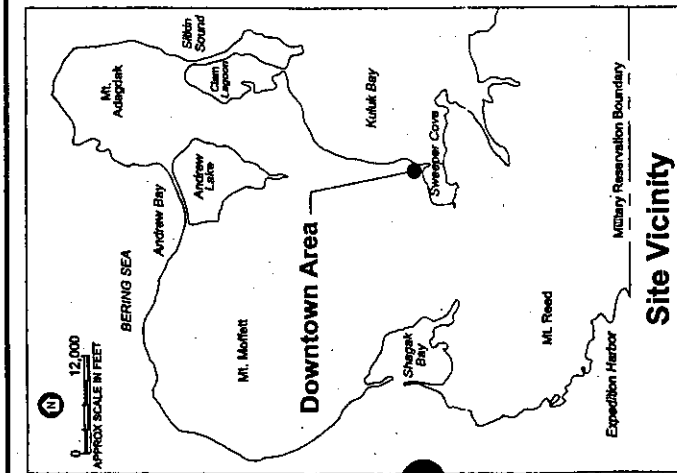 N
0 12,000
APPROX SCALE IN FEET
BERING SEA
Andrew Bay
Mt.
Adagdak
Sitkin
Sound
Clam
Lagoon
Andrew
Lake
Mt. Moffett
Kuluk Bay
Downtown Area
Sweeper Cove
Shagak
Bay
Mt. Reed
Expedition Harbor
Military Reservation Boundary
Site Vicinity